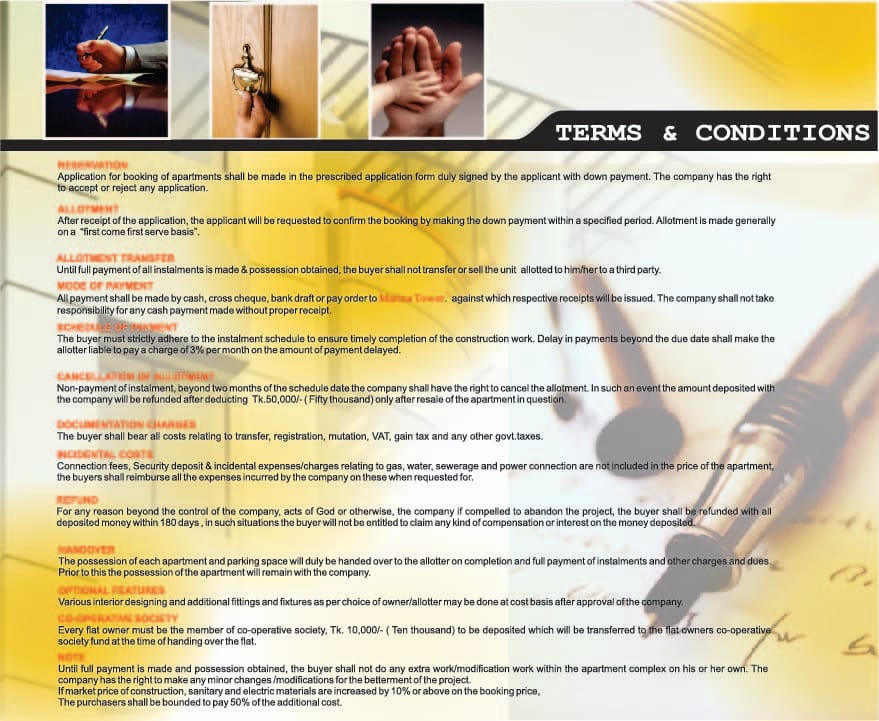 TERMS & CONDITIONS
RESERVATION
Application for booking of apartments shall be made in the prescribed application form duly signed by the applicant with down payment. The company has the right
to accept or reject any application.
ALLOTMENT
After receipt of the application, the applicant will be requested to confirm the booking by making the down payment within a specified period. Allotment is made generally
on a "first come first serve basis".
ALLOTMENT TRANSFER
Until full payment of all instalments is made & possession obtained, the buyer shall not transfer or sell the unit allotted to him/her to a third party.
MODE OF PAYMENT
All payment shall be made by cash, cross cheque, bank draft or pay order to Marina Tower. against which respective receipts will be issued. The company shall not take
responsibility for any cash payment made without proper receipt.
SCHEDULE OF PAYMENT
The buyer must strictly adhere to the instalment schedule to ensure timely completion of the construction work. Delay in payments beyond the due date shall make the
allotter liable to pay a charge of 3% per month on the amount of payment delayed.
CANCELLATION OF ALLOTMENT
Non-payment of instalment, beyond two months of the schedule date the company shall have the right to cancel the allotment. In such an event the amount deposited with
the company will be refunded after deducting Tk.50,000/- ( Fifty thousand) only after resale of the apartment in question.
DOCUMENTATION CHARGES
The buyer shall bear all costs relating to transfer, registration, mutation, VAT, gain tax and any other govt.taxes.
INCIDENTAL COSTS
Connection fees, Security deposit & incidental expenses/charges relating to gas, water, sewerage and power connection are not included in the price of the apartment,
the buyers shall reimburse all the expenses incurred by the company on these when requested for.
REFUND
For any reason beyond the control of the company, acts of God or otherwise, the company if compelled to abandon the project, the buyer shall be refunded with all
deposited money within 180 days , in such situations the buyer will not be entitled to claim any kind of compensation or interest on the money deposited.
HANDOVER
The possession of each apartment and parking space will duly be handed over to the allotter on completion and full payment of instalments and other charges and dues.
Prior to this the possession of the apartment will remain with the company.
OPTIONAL FEATURES
Various interior designing and additional fittings and fixtures as per choice of owner/allotter may be done at cost basis after approval of the company.
CO-OPERATIVE SOCIETY
Every flat owner must be the member of co-operative society, Tk. 10,000/- ( Ten thousand) to be deposited which will be transferred to the flat owners co-operative
society fund at the time of handing over the flat.
NOTE
Until full payment is made and possession obtained, the buyer shall not do any extra work/modification work within the apartment complex on his or her own. The
company has the right to make any minor changes /modifications for the betterment of the project.
If market price of construction, sanitary and electric materials are increased by 10% or above on the booking price,
The purchasers shall be bounded to pay 50% of the additional cost.